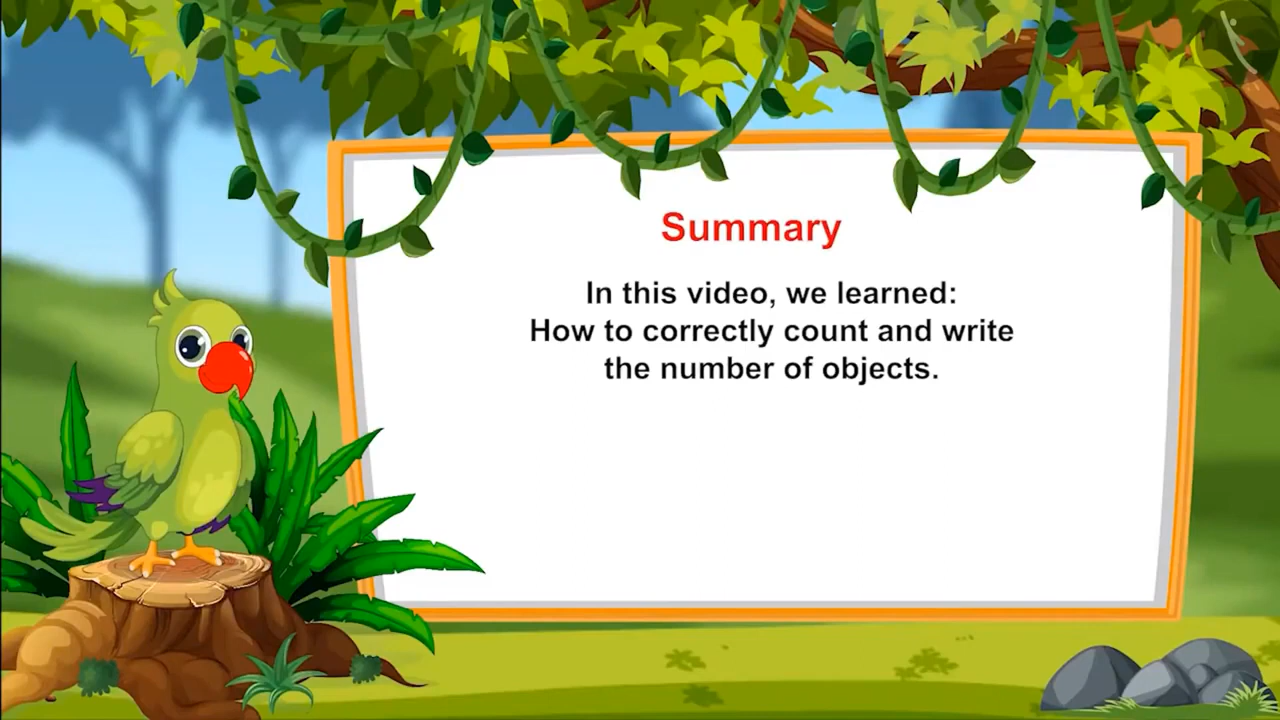 Summary
In this video, we learned:
How to correctly count and write
the number of objects.